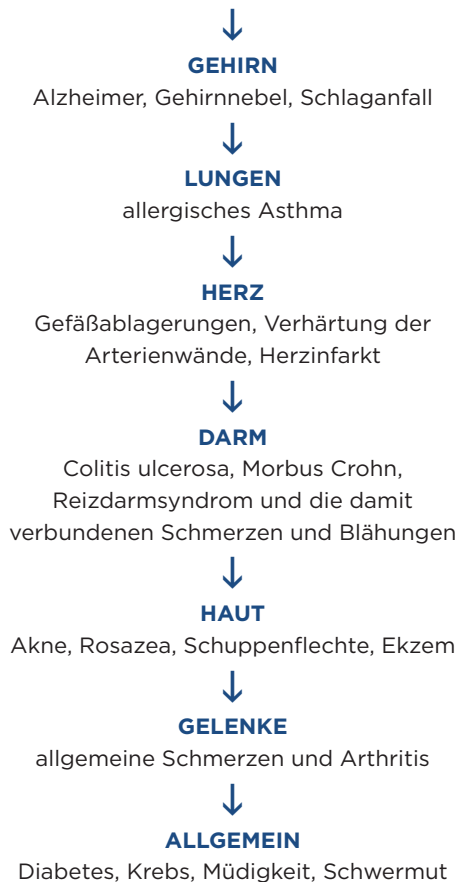 ↓
GEHIRN
Alzheimer, Gehirnnebel, Schlaganfall
↓
LUNGEN
allergisches Asthma
↓
HERZ
Gefäßablagerungen, Verhärtung der
Arterienwände, Herzinfarkt
↓
DARM
Colitis ulcerosa, Morbus Crohn,
Reizdarmsyndrom und die damit
verbundenen Schmerzen und Blähungen
↓
HAUT
Akne, Rosazea, Schuppenflechte, Ekzem
↓
GELENKE
allgemeine Schmerzen und Arthritis
↓
ALLGEMEIN
Diabetes, Krebs, Müdigkeit, Schwermut